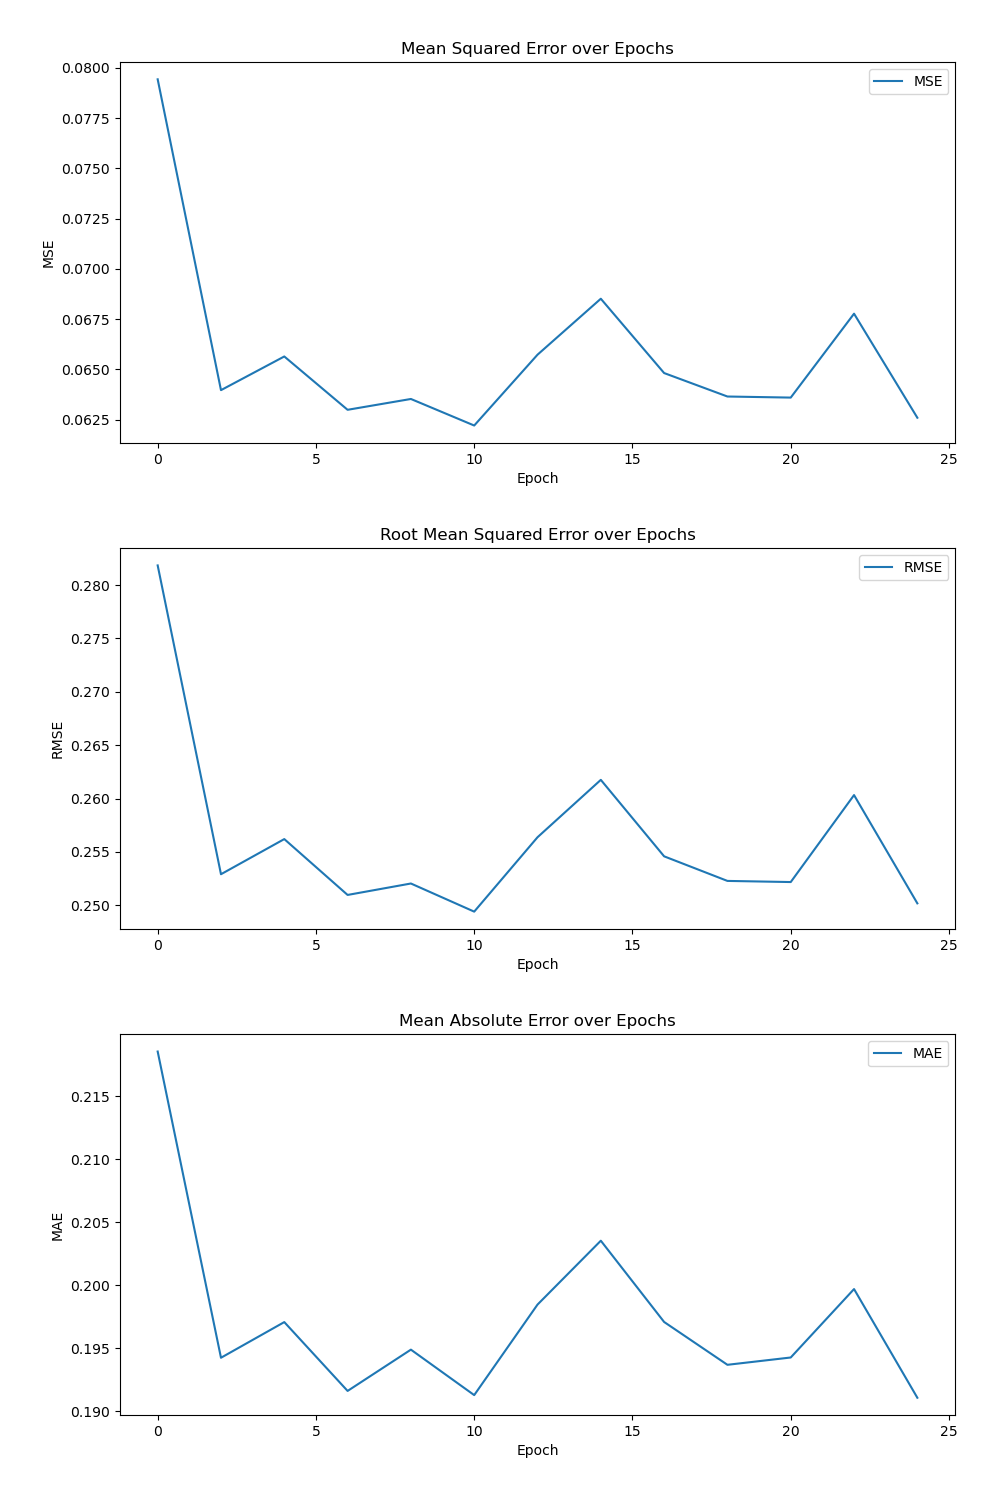 Mean Squared Error over Epochs
MSE
0.0800
0.0775
0.0750
0.0725
0.0700
0.0675
0.0650
0.0625
MSE
0 5 10 15 20 25
Epoch
Root Mean Squared Error over Epochs
RMSE
0.280
0.275
0.270
0.265
0.260
0.255
0.250
RMSE
0 5 10 15 20 25
Epoch
Mean Absolute Error over Epochs
MAE
0.215
0.210
0.205
0.200
0.195
0.190
MAE
0 5 10 15 20 25
Epoch